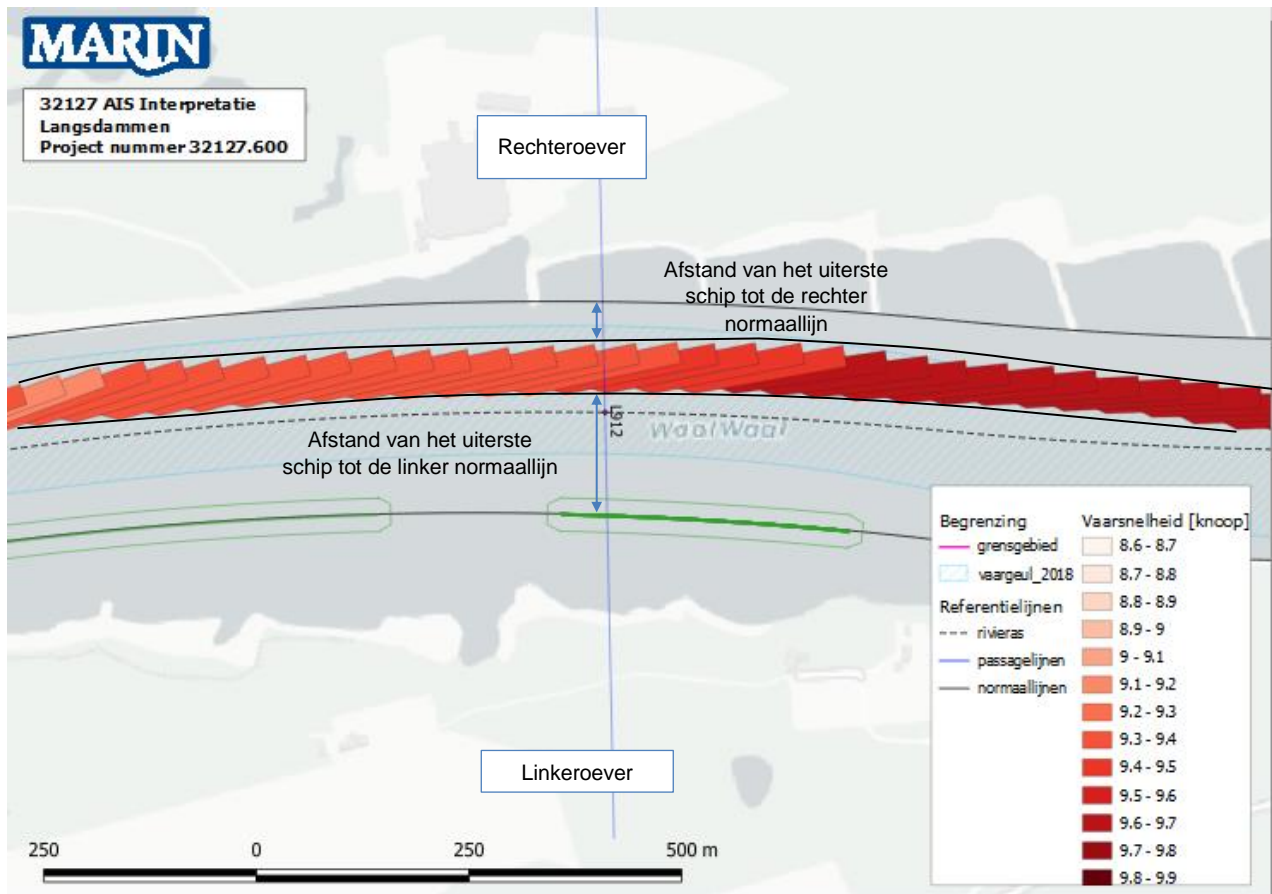 MARIN
32127 AIS Interpretatie
Langsdammen
Project nummer 32127.600
Rechteroever
Afstand van het uiterste
schip tot de rechter
normaallijn
L912
Waal Waal
Afstand van het uiterste
schip tot de linker normaallijn
Linkeroever
Begrenzing
grensgebied
vaargeul_2018
Referentielijnen
rivieras
passagelijnen
normaallijnen
Vaarsnelheid [knoop]
8.6 - 8.7
8.7 - 8.8
8.8 - 8.9
8.9 - 9
9 - 9.1
9.1 - 9.2
9.2 - 9.3
9.3 - 9.4
9.4 - 9.5
9.5 - 9.6
9.6 - 9.7
9.7 - 9.8
9.8 - 9.9
250 0 250 500 m